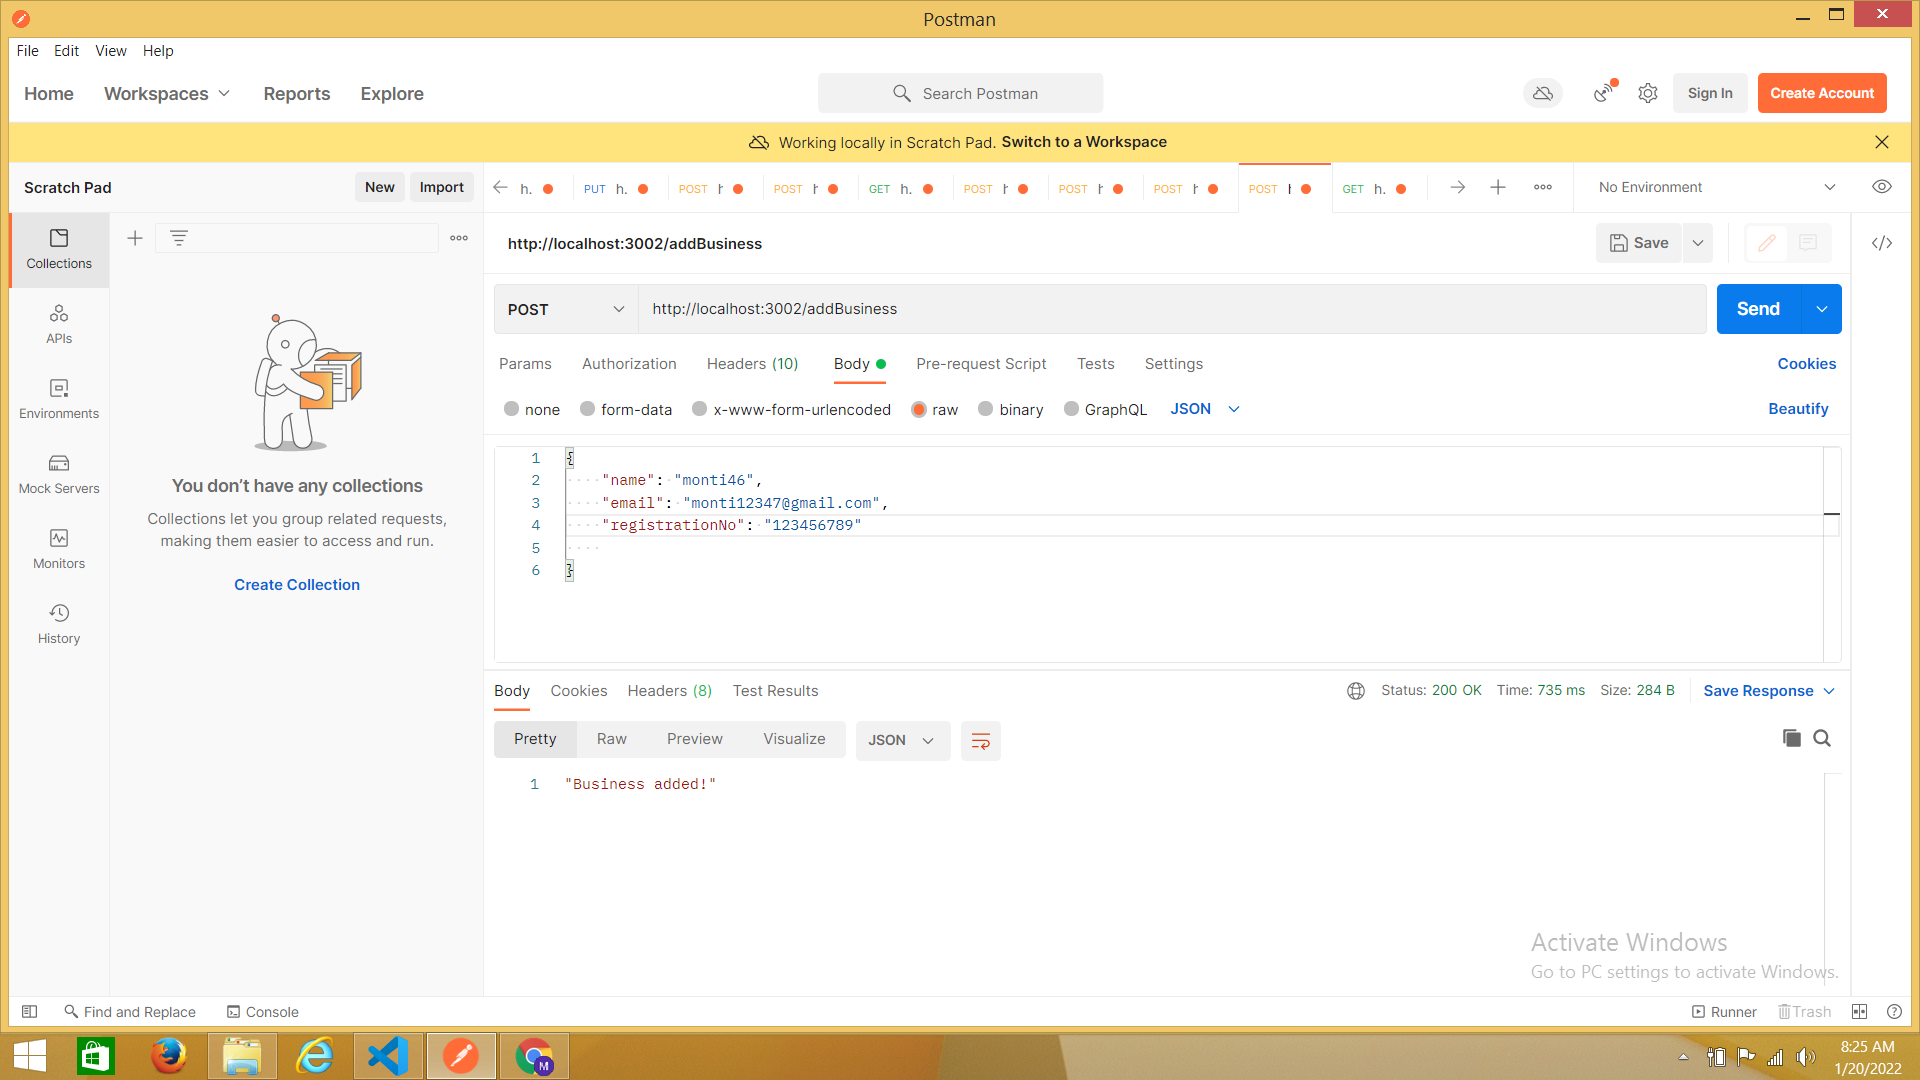 Postman
File Edit View Help
Home Workspaces Reports Explore Search Postman Sign In Create Account
Working locally in Scratch Pad. Switch to a Workspace
Scratch Pad New Import
h. PUT h. POST h POST h GET h. POST h POST h POST h POST h GET h. No Environment
Collections
APIs
Environments
Mock Servers
Monitors
History
You don't have any collections
Collections let you group related requests,
making them easier to access and run.
Create Collection
http://localhost:3002/addBusiness Save
POST http://localhost:3002/addBusiness Send
Params Authorization Headers (10) Body Pre-request Script Tests Settings Cookies
none form-data x-www-form-urlencoded raw binary GraphQL JSON Beautify
1 {
2 "name": "monti46",
3 "email": "monti12347@gmail.com",
4 "registrationNo": "123456789"
5
6 }
Body Cookies Headers (8) Test Results Status: 200 OK Time: 735 ms Size: 284 B Save Response
Pretty Raw Preview Visualize JSON
1 "Business added!"
Activate Windows
Go to PC settings to activate Windows.
Find and Replace Console Runner Trash
M
8:25 AM
1/20/2022